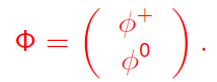 Φ = ( ϕ⁺
ϕ⁰ ) .